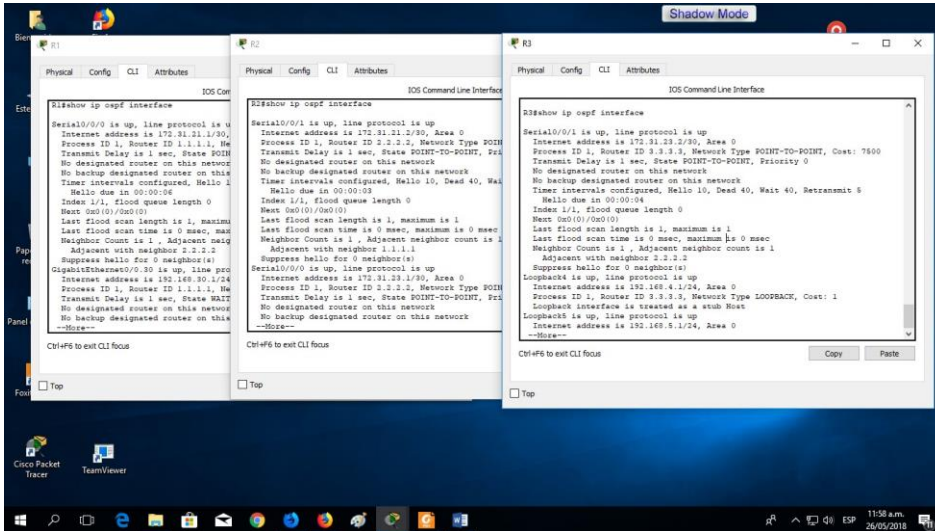 Shadow Mode
R1
Physical Config CLI Attributes
IOS Com
R1#show ip ospf interface
Serial0/0/0 is up, line protocol is u
Internet address is 172.31.21.1/30,
Process ID 1, Router ID 1.1.1.1, Ne
Transmit Delay is 1 sec, State POIN
No designated router on this networ
No backup designated router on this
Timer intervals configured, Hello 1
Hello due in 00:00:06
Index 1/1, flood queue length 0
Next 0x0(0)/0x0(0)
Last flood scan length is 1, maximu
Last flood scan time is 0 msec, max
Neighbor Count is 1 , Adjacent neig
Adjacent with neighbor 2.2.2.2
Suppress hello for 0 neighbor(s)
GigabitEthernet0/0.30 is up, line pro
Internet address is 192.168.30.1/24
Process ID 1, Router ID 1.1.1.1, Ne
Transmit Delay is 1 sec, State WAIT
No designated router on this networ
No backup designated router on this
--More--
Ctrl+F6 to exit CLI focus
Top
R2
Physical Config CLI Attributes
IOS Command Line Interface
R2#show ip ospf interface
Serial0/0/1 is up, line protocol is up
Internet address is 172.31.21.2/30, Area 0
Process ID 1, Router ID 2.2.2.2, Network Type POIN
Transmit Delay is 1 sec, State POINT-TO-POINT, Pri
No designated router on this network
No backup designated router on this network
Timer intervals configured, Hello 10, Dead 40, Wai
Hello due in 00:00:03
Index 1/1, flood queue length 0
Next 0x0(0)/0x0(0)
Last flood scan length is 1, maximum is 1
Last flood scan time is 0 msec, maximum is 0 msec
Neighbor Count is 1 , Adjacent neighbor count is 1
Adjacent with neighbor 1.1.1.1
Suppress hello for 0 neighbor(s)
Serial0/0/0 is up, line protocol is up
Internet address is 172.31.23.1/30, Area 0
Process ID 1, Router ID 2.2.2.2, Network Type POIN
Transmit Delay is 1 sec, State POINT-TO-POINT, Pri
No designated router on this network
No backup designated router on this network
--More--
Ctrl+F6 to exit CLI focus
Top
R3
Physical Config CLI Attributes
IOS Command Line Interface
R3#show ip ospf interface
Serial0/0/1 is up, line protocol is up
Internet address is 172.31.23.2/30, Area 0
Process ID 1, Router ID 3.3.3.3, Network Type POINT-TO-POINT, Cost: 7500
Transmit Delay is 1 sec, State POINT-TO-POINT, Priority 0
No designated router on this network
No backup designated router on this network
Timer intervals configured, Hello 10, Dead 40, Wait 40, Retransmit 5
Hello due in 00:00:04
Index 1/1, flood queue length 0
Next 0x0(0)/0x0(0)
Last flood scan length is 1, maximum is 1
Last flood scan time is 0 msec, maximum is 0 msec
Neighbor Count is 1 , Adjacent neighbor count is 1
Adjacent with neighbor 2.2.2.2
Suppress hello for 0 neighbor(s)
Loopback4 is up, line protocol is up
Internet address is 192.168.4.1/24, Area 0
Process ID 1, Router ID 3.3.3.3, Network Type LOOPBACK, Cost: 1
Loopback interface is treated as a stub Host
Loopback5 is up, line protocol is up
Internet address is 192.168.5.1/24, Area 0
--More--
Ctrl+F6 to exit CLI focus
Copy Paste
Top
Bien
Este
Pape
re
Panel
Foxi
Cisco Packet
Tracer
TeamViewer
ESP
11:58 a.m.
26/05/2018